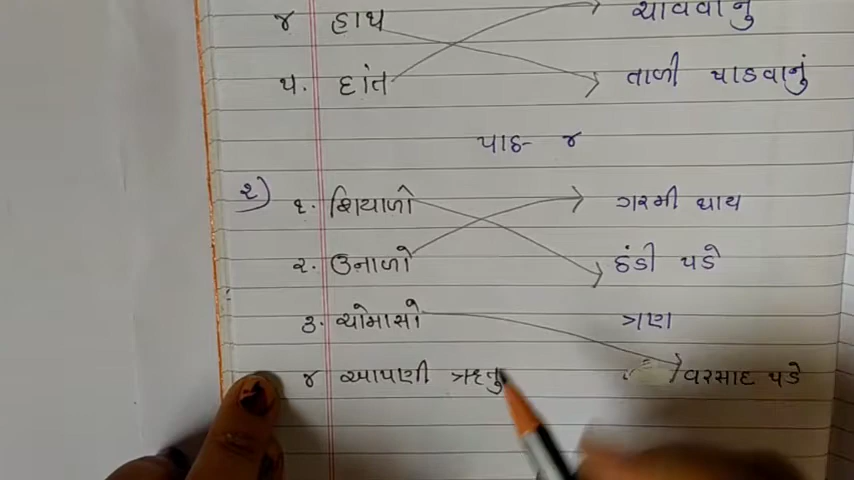 ૪ હાથ ચાવવાનું
૫. દાંત તાળી પાડવાનું
પાઠ- ૪
૨)
૧. શિયાળો ગરમી થાય
૨. ઉનાળો ઠંડી પડે
૩. ચોમાસો ત્રણ
૪ આપણી ઋતુ વરસાદ પડે